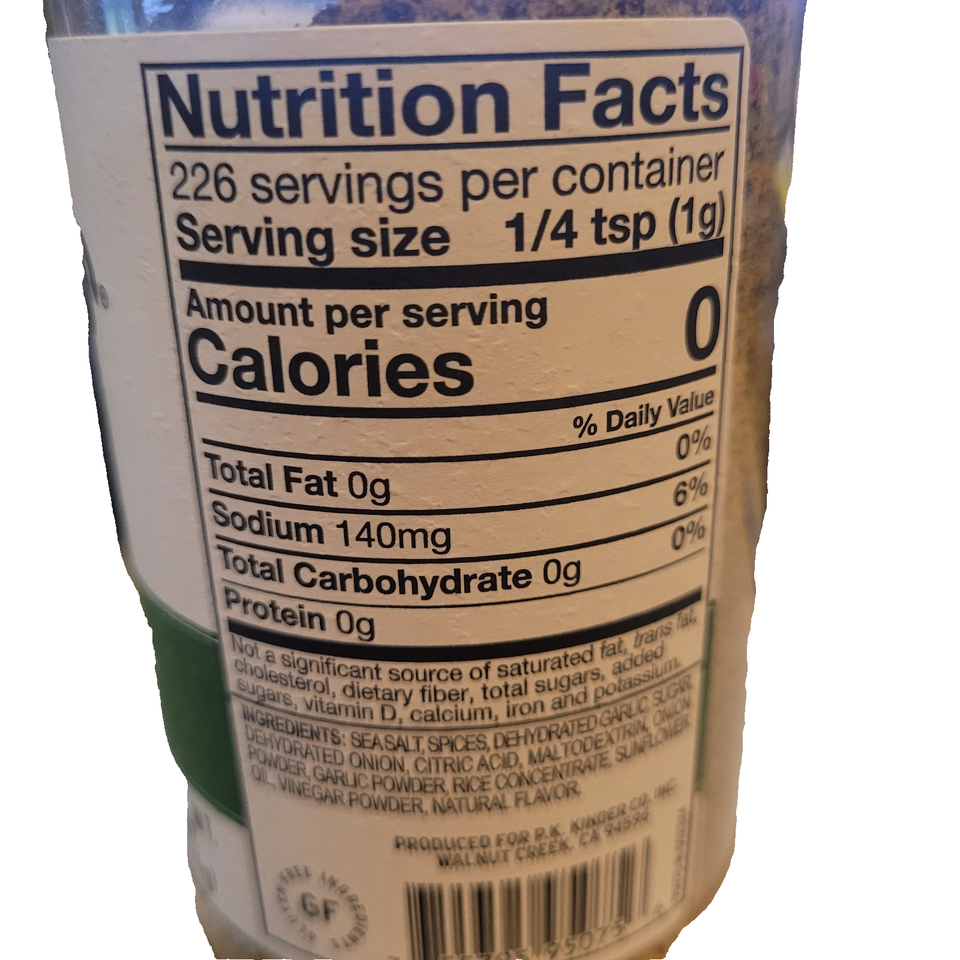 Nutrition Facts
226 servings per container
Serving size 1/4 tsp (1g)
Amount per serving
Calories 0
% Daily Value
Total Fat 0g 0%
Sodium 140mg 6%
Total Carbohydrate 0g 0%
Protein 0g
Not a significant source of saturated fat, trans fat,
cholesterol, dietary fiber, total sugars, added
sugars, vitamin D, calcium, iron and potassium.
INGREDIENTS: SEA SALT, SPICES, DEHYDRATED GARLIC, SUGAR,
DEHYDRATED ONION, CITRIC ACID, MALTODEXTRIN, ONION
POWDER, GARLIC POWDER, RICE CONCENTRATE, SUNFLOWER
OIL, VINEGAR POWDER, NATURAL FLAVOR.
PRODUCED FOR P.K. KINDER CO. INC.
WALNUT CREEK, CA 94596
GF
INGREDIENTS
95075
®